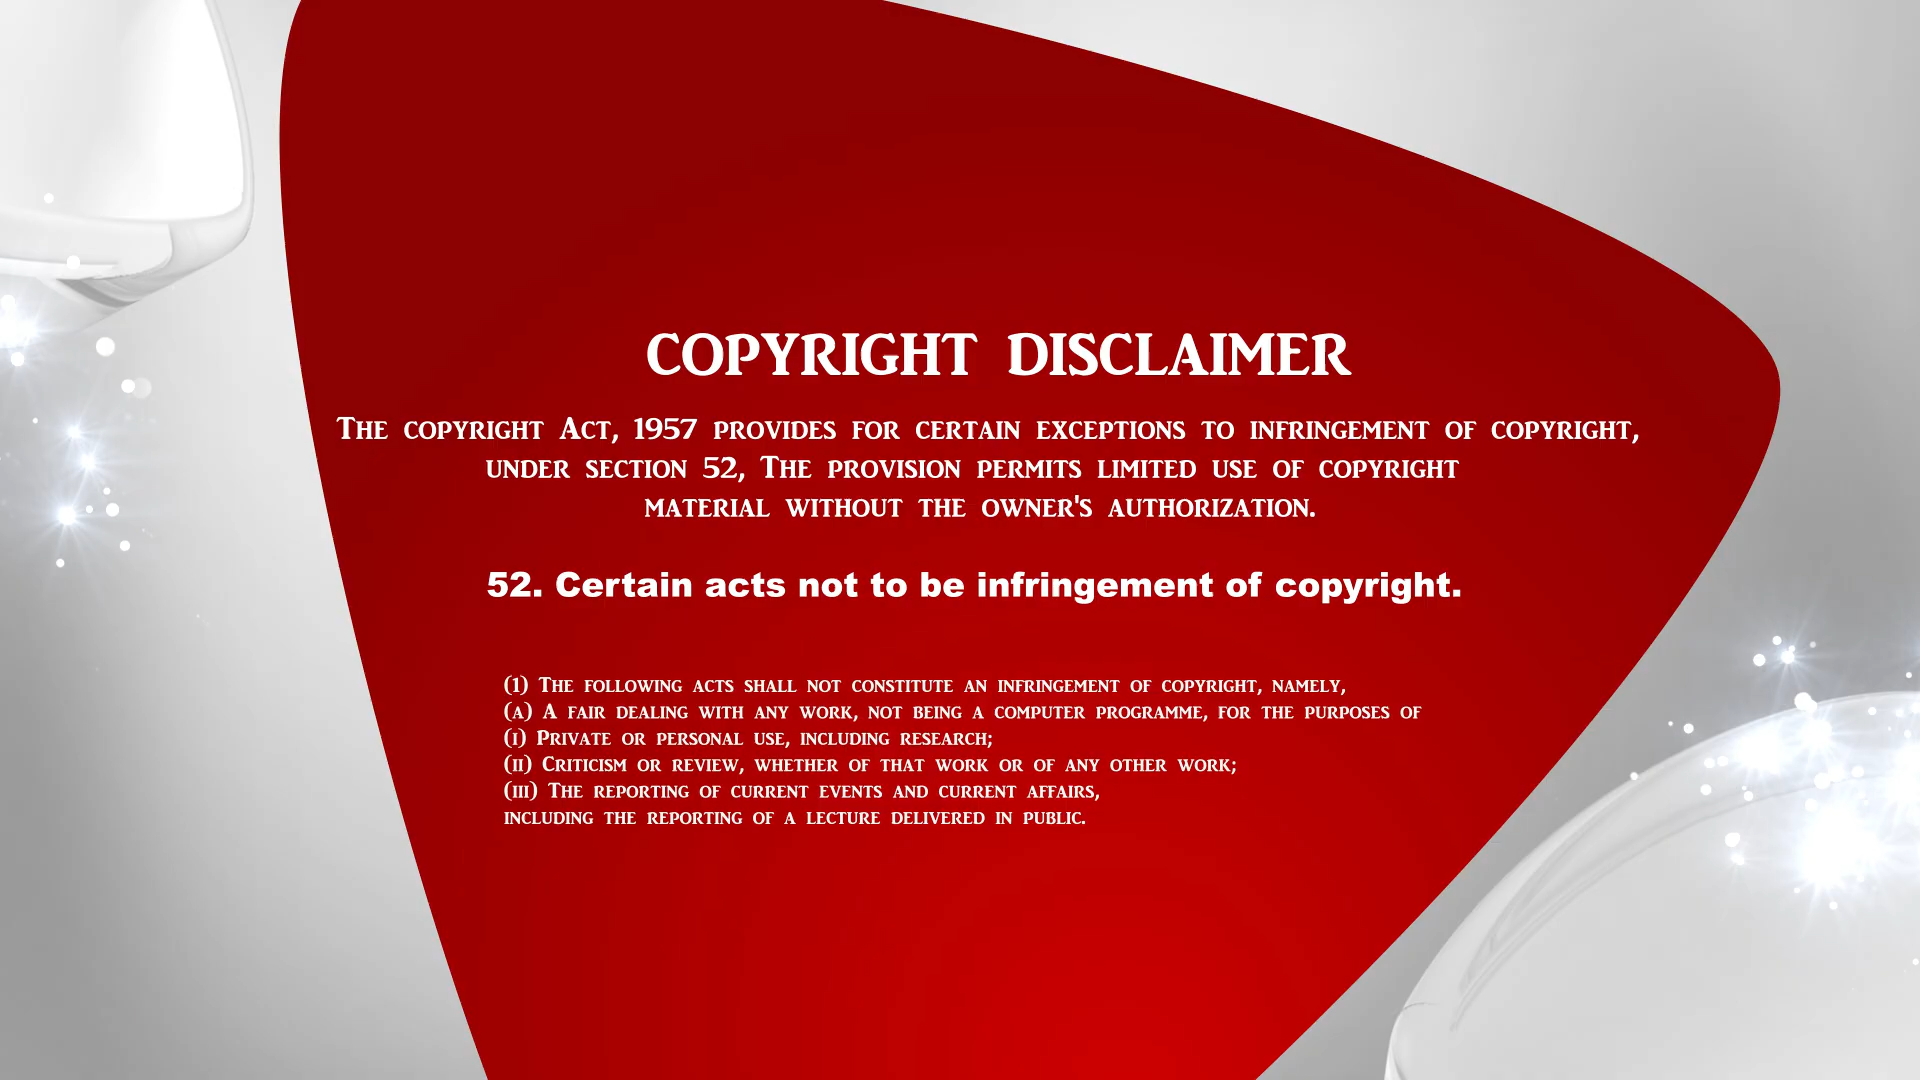 COPYRIGHT DISCLAIMER
The copyright Act, 1957 provides for certain exceptions to infringement of copyright,
under section 52, The provision permits limited use of copyright
material without the owner's authorization.
52. Certain acts not to be infringement of copyright.
(1) The following acts shall not constitute an infringement of copyright, namely,
(a) A fair dealing with any work, not being a computer programme, for the purposes of
(i) Private or personal use, including research;
(ii) Criticism or review, whether of that work or of any other work;
(iii) The reporting of current events and current affairs,
including the reporting of a lecture delivered in public.